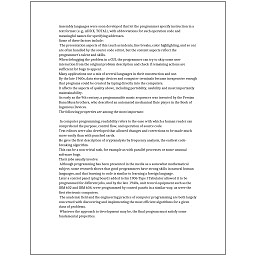 Assembly languages were soon developed that let the programmer specify instruction in a
text format (e.g., ADD X, TOTAL), with abbreviations for each operation code and
meaningful names for specifying addresses.
Some of these factors include:
The presentation aspects of this (such as indents, line breaks, color highlighting, and so on)
are often handled by the source code editor, but the content aspects reflect the
programmer's talent and skills.
When debugging the problem in a GUI, the programmer can try to skip some user
interaction from the original problem description and check if remaining actions are
sufficient for bugs to appear.
Many applications use a mix of several languages in their construction and use.
By the late 1960s, data storage devices and computer terminals became inexpensive enough
that programs could be created by typing directly into the computers.
It affects the aspects of quality above, including portability, usability and most importantly
maintainability.
As early as the 9th century, a programmable music sequencer was invented by the Persian
Banu Musa brothers, who described an automated mechanical flute player in the Book of
Ingenious Devices.
The following properties are among the most important:

In computer programming, readability refers to the ease with which a human reader can
comprehend the purpose, control flow, and operation of source code.
Text editors were also developed that allowed changes and corrections to be made much
more easily than with punched cards.
He gave the first description of cryptanalysis by frequency analysis, the earliest code-
breaking algorithm.
This can be a non-trivial task, for example as with parallel processes or some unusual
software bugs.
Their jobs usually involve:
Although programming has been presented in the media as a somewhat mathematical
subject, some research shows that good programmers have strong skills in natural human
languages, and that learning to code is similar to learning a foreign language.
Later a control panel (plug board) added to his 1906 Type I Tabulator allowed it to be
programmed for different jobs, and by the late 1940s, unit record equipment such as the
IBM 602 and IBM 604, were programmed by control panels in a similar way, as were the
first electronic computers.
The academic field and the engineering practice of computer programming are both largely
concerned with discovering and implementing the most efficient algorithms for a given
class of problems.
Whatever the approach to development may be, the final program must satisfy some
fundamental properties.